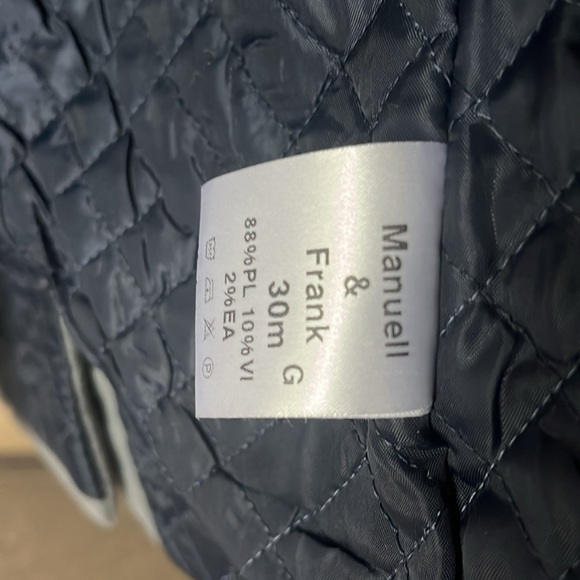 Manuell
&
Frank
30m G
88%PL 10%VI
2%EA
P